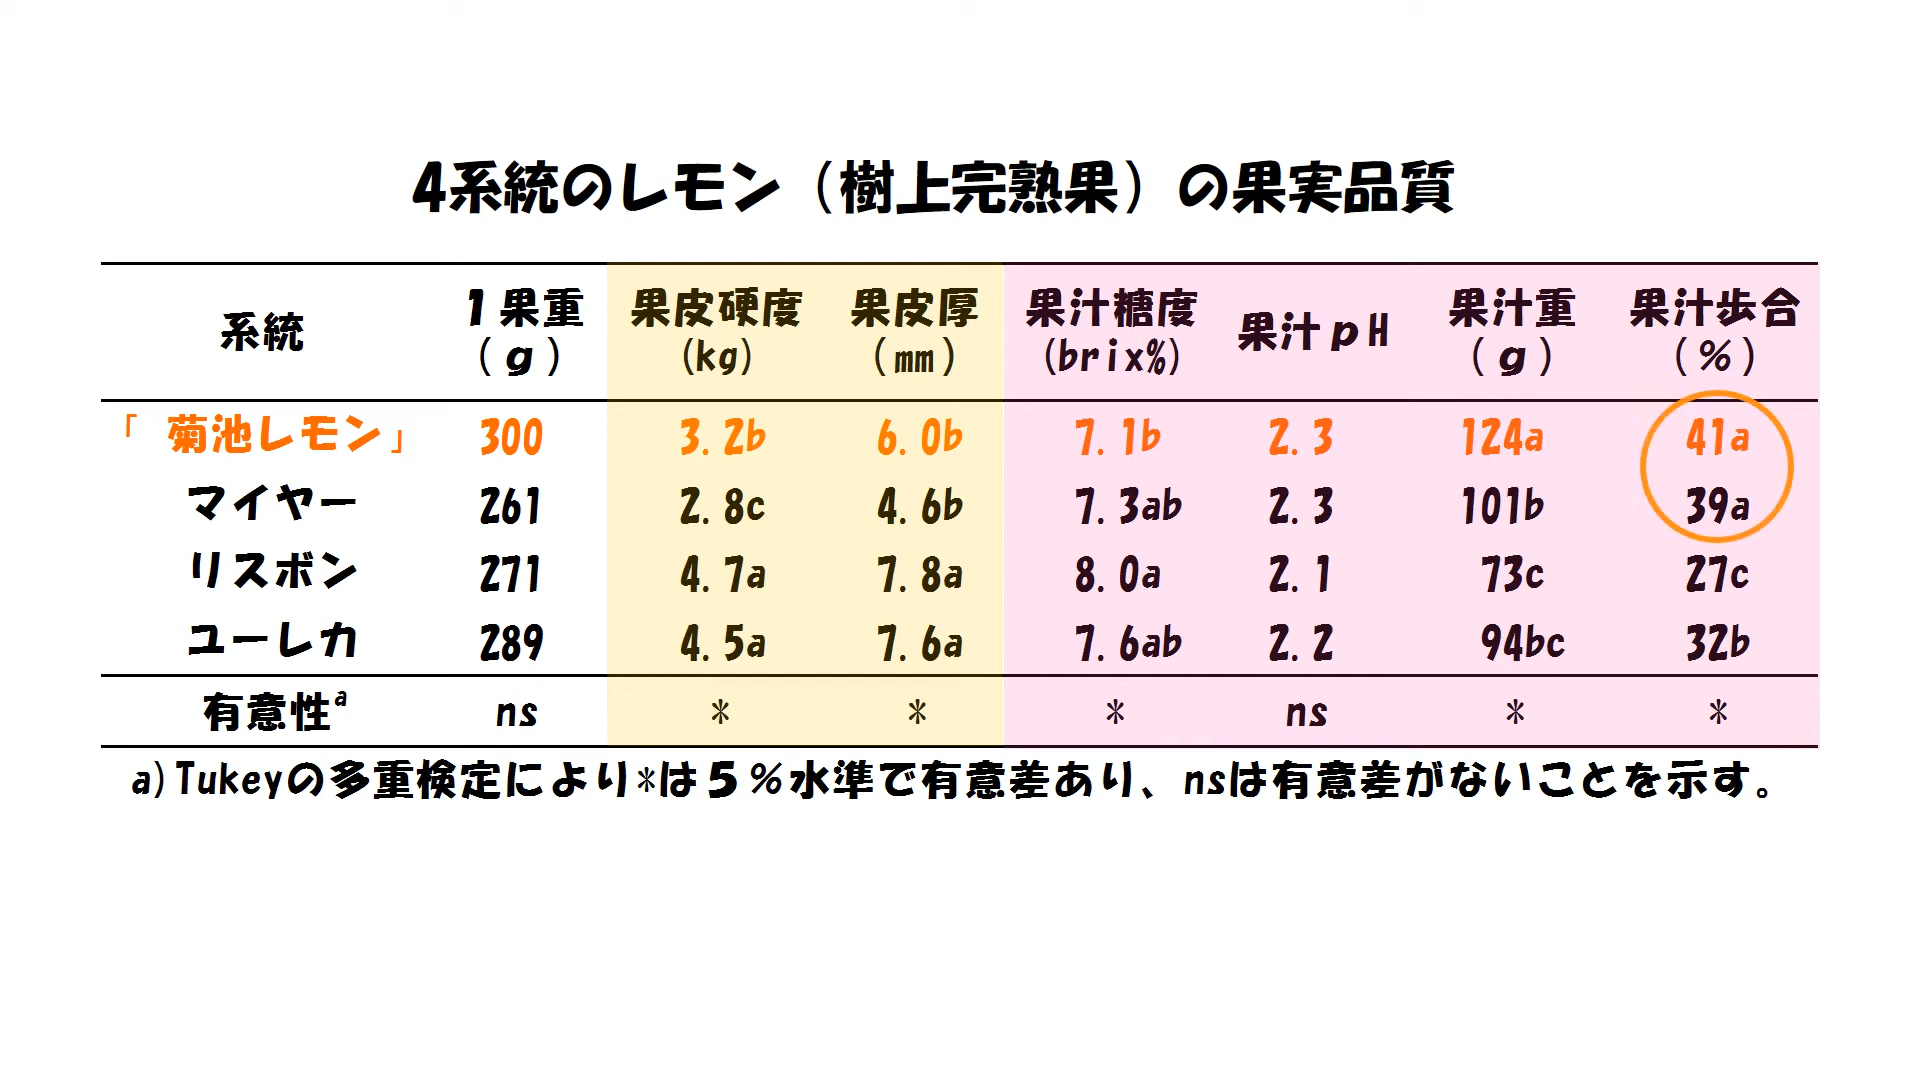 4系統のレモン（樹上完熟果）の果実品質
系統 1果重（g） 果皮硬度(kg) 果皮厚（mm） 果汁糖度(brix%) 果汁pH 果汁重（g） 果汁歩合（%）
「菊池レモン」 300 3.2b 6.0b 7.1b 2.3 124a 41a
マイヤー 261 2.8c 4.6b 7.3ab 2.3 101b 39a
リスボン 271 4.7a 7.8a 8.0a 2.1 73c 27c
ユーレカ 289 4.5a 7.6a 7.6ab 2.2 94bc 32b
有意性a ns * * * ns * *
a)Tukeyの多重検定により*は５％水準で有意差あり、nsは有意差がないことを示す。